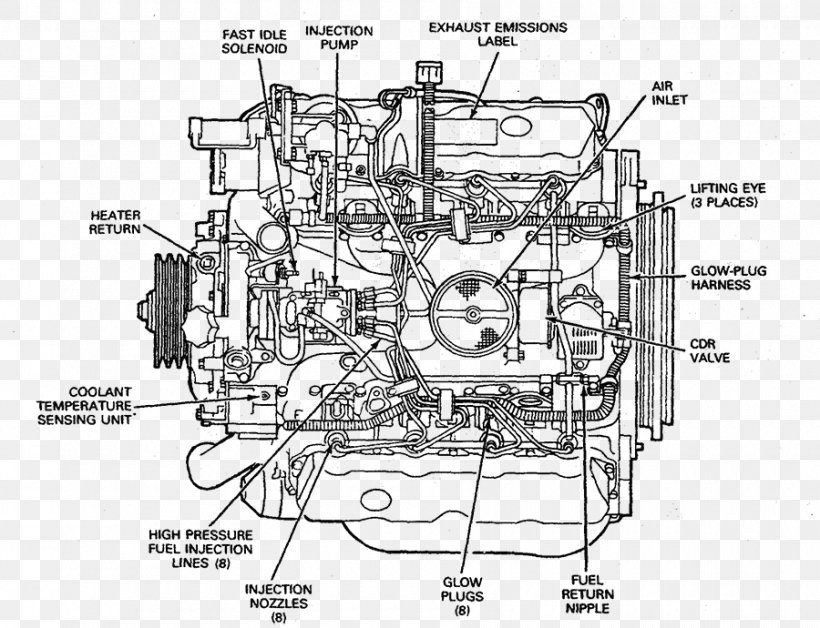 FAST IDLE
SOLENOID
INJECTION
PUMP
EXHAUST EMISSIONS
LABEL
AIR
INLET
LIFTING EYE
(3 PLACES)
HEATER
RETURN
GLOW-PLUG
HARNESS
CDR
VALVE
COOLANT
TEMPERATURE
SENSING UNIT
HIGH PRESSURE
FUEL INJECTION
LINES (8)
INJECTION
NOZZLES
(8)
GLOW
PLUGS
(8)
FUEL
RETURN
NIPPLE